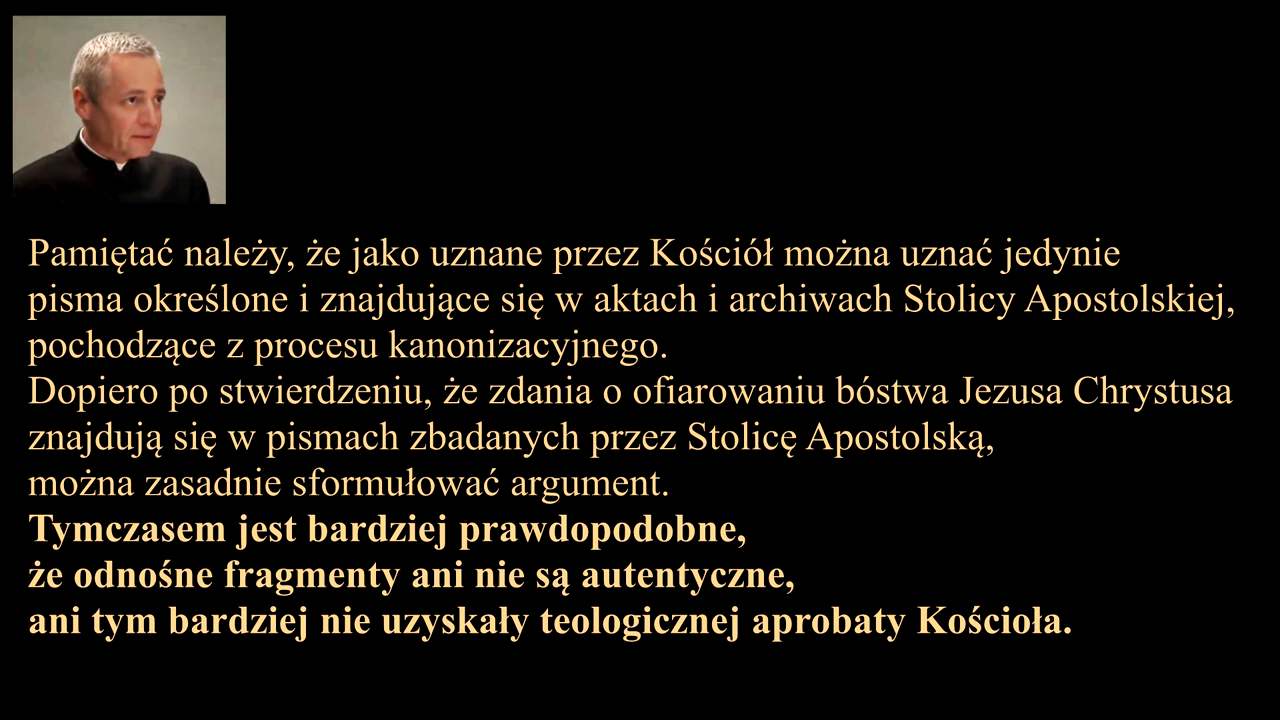 Pamiętać należy, że jako uznane przez Kościół można uznać jedynie
pisma określone i znajdujące się w aktach i archiwach Stolicy Apostolskiej,
pochodzące z procesu kanonizacyjnego.
Dopiero po stwierdzeniu, że zdania o ofiarowaniu bóstwa Jezusa Chrystusa
znajdują się w pismach zbadanych przez Stolicę Apostolską,
można zasadnie sformułować argument.
Tymczasem jest bardziej prawdopodobne,
że odnośne fragmenty ani nie są autentyczne,
ani tym bardziej nie uzyskały teologicznej aprobaty Kościoła.